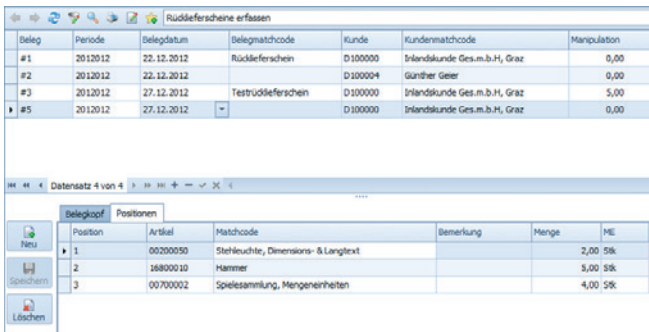 Rücklieferscheine erfassen
Beleg Periode Belegdatum Belegmatchcode Kunde Kundenmatchcode Manipulation
#1 2012012 22.12.2012 Rücklieferschein D100000 Inlandskunde Ges.m.b.H, Graz 0,00
#2 2012012 22.12.2012 D100004 Günther Geier 0,00
#3 2012012 27.12.2012 Testrücklieferschein D100000 Inlandskunde Ges.m.b.H, Graz 5,00
#5 2012012 27.12.2012 D100000 Inlandskunde Ges.m.b.H, Graz 0,00
Datensatz 4 von 4
Belegkopf Positionen
Neu
Speichern
Löschen
Position Artikel Matchcode Bemerkung Menge ME
1 00200050 Stehleuchte, Dimensions- & Langtext 2,00 Stk
2 16800010 Hammer 5,00 Stk
3 00700002 Spielesammlung, Mengeneinheiten 4,00 Stk